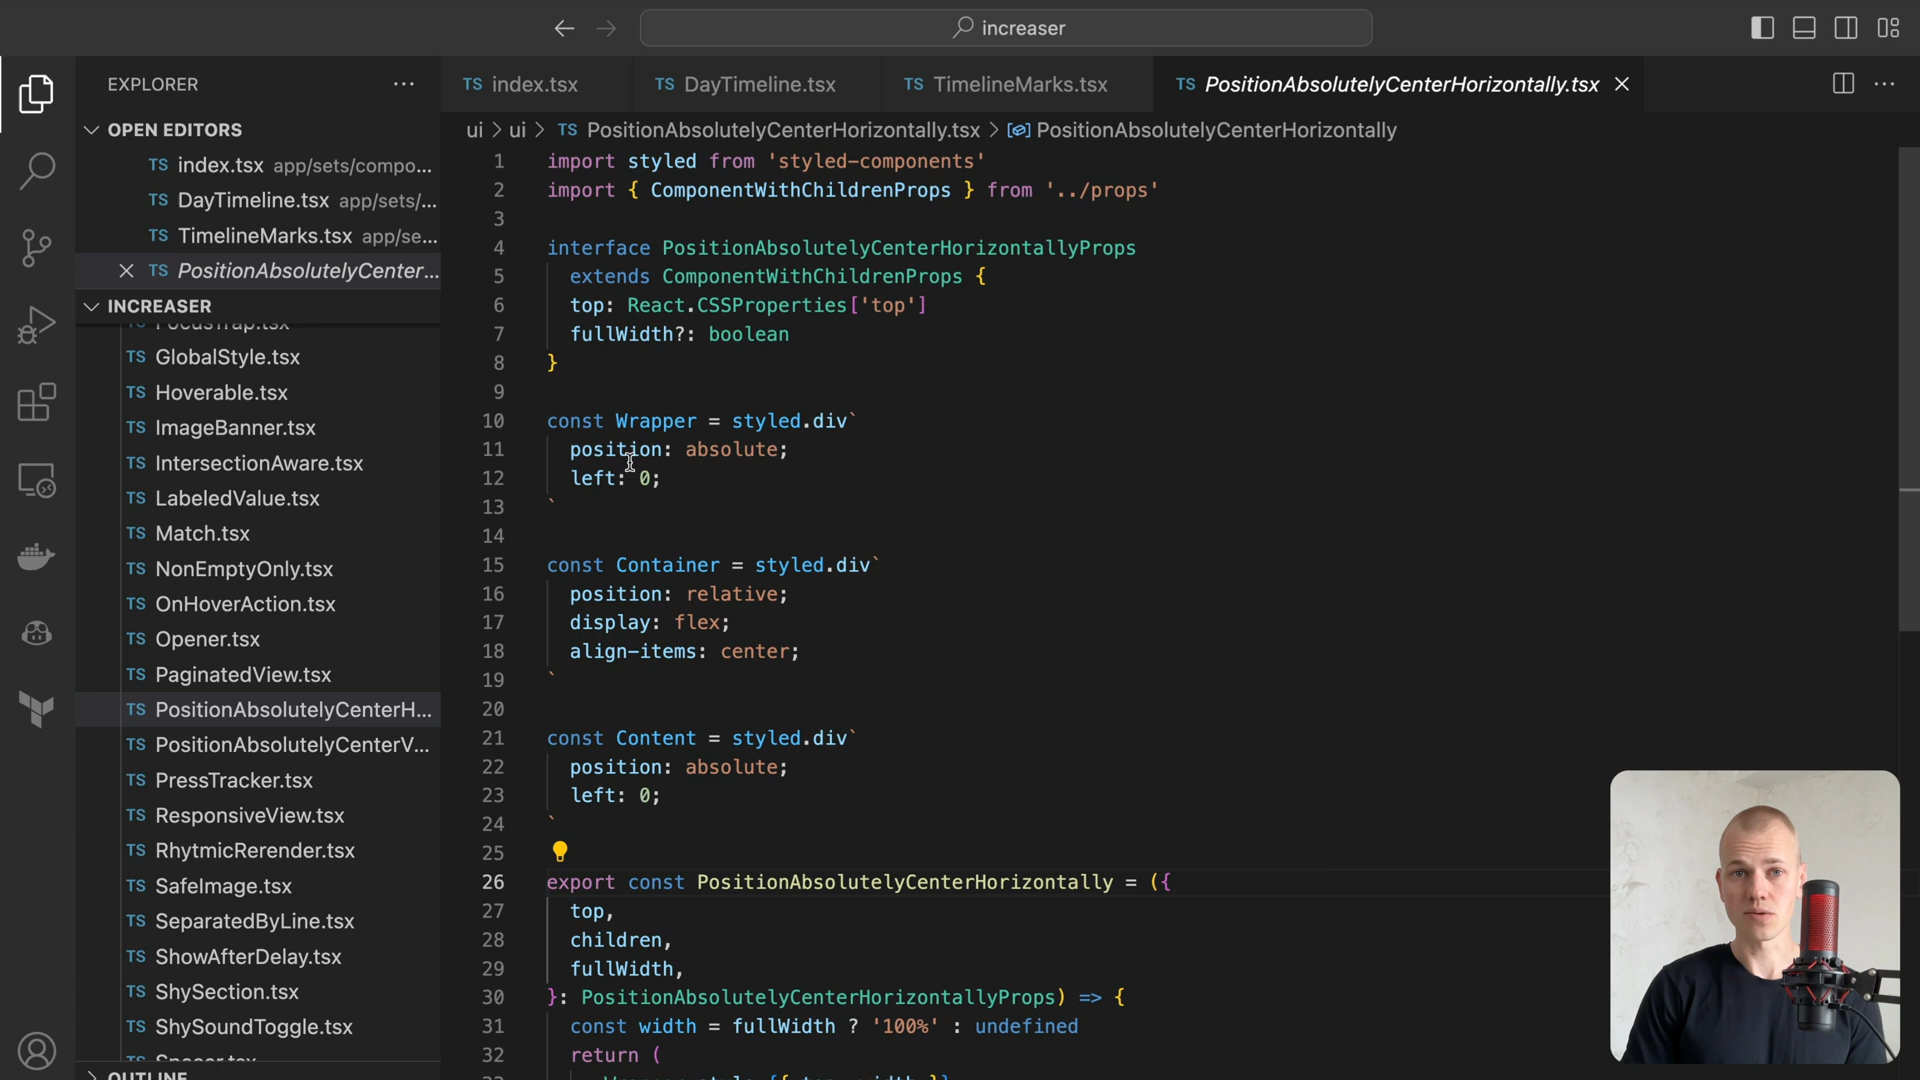 increaser
EXPLORER
OPEN EDITORS
TS index.tsx app/sets/compo...
TS DayTimeline.tsx app/sets/...
TS TimelineMarks.tsx app/se...
TS PositionAbsolutelyCenter...
INCREASER
TS FocusTrap.tsx
TS GlobalStyle.tsx
TS Hoverable.tsx
TS ImageBanner.tsx
TS IntersectionAware.tsx
TS LabeledValue.tsx
TS Match.tsx
TS NonEmptyOnly.tsx
TS OnHoverAction.tsx
TS Opener.tsx
TS PaginatedView.tsx
TS PositionAbsolutelyCenterH...
TS PositionAbsolutelyCenterV...
TS PressTracker.tsx
TS ResponsiveView.tsx
TS RhytmicRerender.tsx
TS SafeImage.tsx
TS SeparatedByLine.tsx
TS ShowAfterDelay.tsx
TS ShySection.tsx
TS ShySoundToggle.tsx
TS Spacer.tsx
OUTLINE
TS index.tsx TS DayTimeline.tsx TS TimelineMarks.tsx TS PositionAbsolutelyCenterHorizontally.tsx
ui > ui > TS PositionAbsolutelyCenterHorizontally.tsx > PositionAbsolutelyCenterHorizontally
1 import styled from 'styled-components'
2 import { ComponentWithChildrenProps } from '../props'
3
4 interface PositionAbsolutelyCenterHorizontallyProps
5 extends ComponentWithChildrenProps {
6 top: React.CSSProperties['top']
7 fullWidth?: boolean
8 }
9
10 const Wrapper = styled.div`
11 position: absolute;
12 left: 0;
13 `
14
15 const Container = styled.div`
16 position: relative;
17 display: flex;
18 align-items: center;
19 `
20
21 const Content = styled.div`
22 position: absolute;
23 left: 0;
24 `
25
26 export const PositionAbsolutelyCenterHorizontally = ({
27 top,
28 children,
29 fullWidth,
30 }: PositionAbsolutelyCenterHorizontallyProps) => {
31 const width = fullWidth ? '100%' : undefined
32 return (